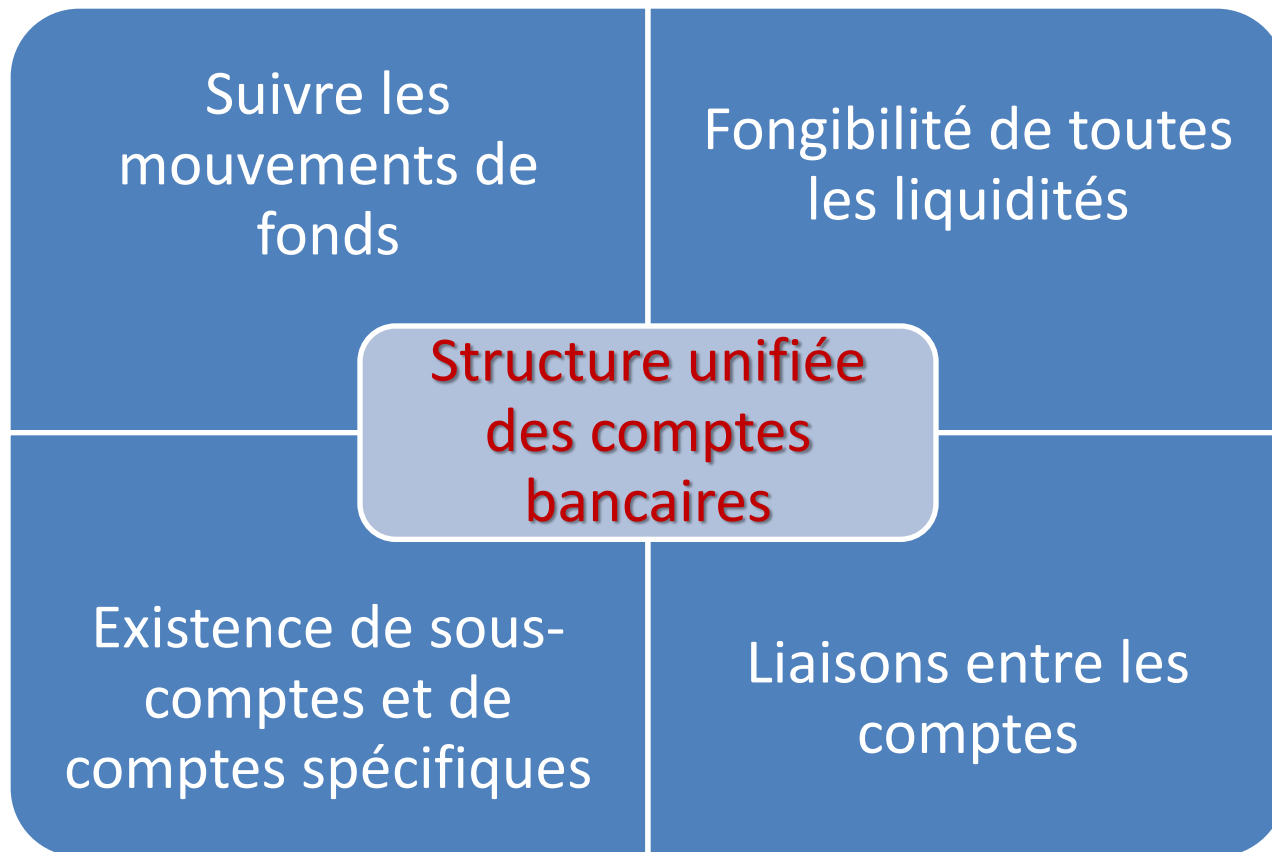 Suivre les
mouvements de
fonds
Fongibilité de toutes
les liquidités
Structure unifiée
des comptes
bancaires
Existence de sous-
comptes et de
comptes spécifiques
Liaisons entre les
comptes